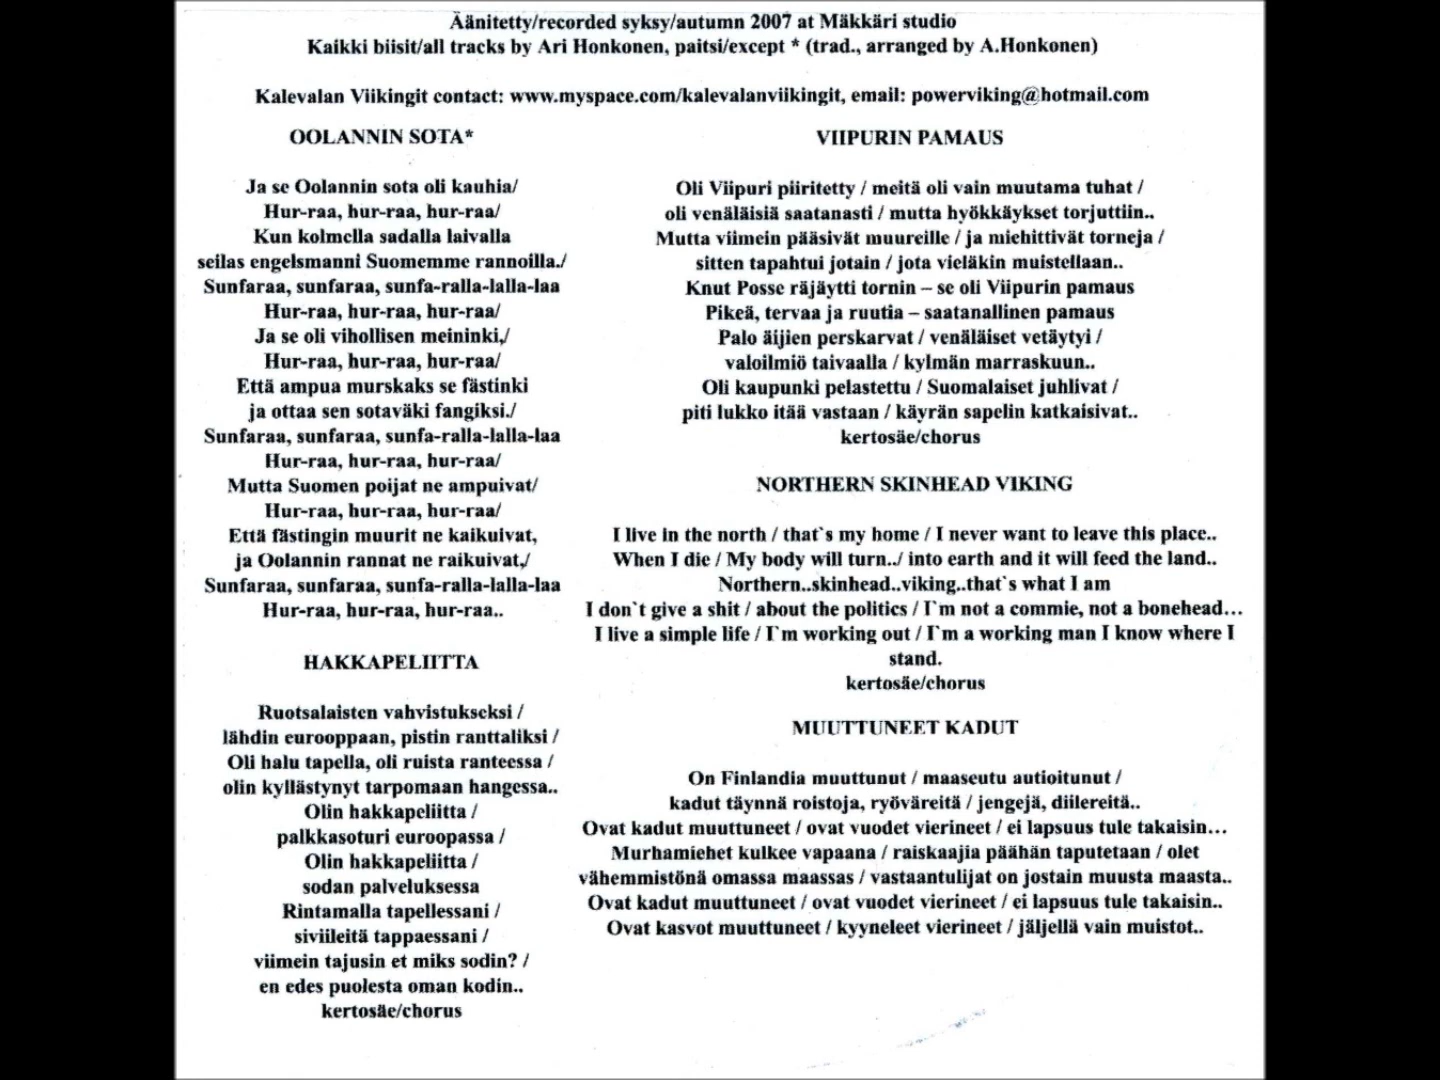 Äänitetty/recorded syksy/autumn 2007 at Mäkkäri studio
Kaikki biisit/all tracks by Ari Honkonen, paitsi/except * (trad., arranged by A.Honkonen)
Kalevalan Viikingit contact: www.myspace.com/kalevalanviikingit, email: powerviking@hotmail.com
OOLANNIN SOTA*
Ja se Oolannin sota oli kauhia/
Hur-raa, hur-raa, hur-raa/
Kun kolmella sadalla laivalla
seilas engelsmanni Suomemme rannoilla./
Sunfaraa, sunfaraa, sunfa-ralla-lalla-laa
Hur-raa, hur-raa, hur-raa/
Ja se oli vihollisen meininki,/
Hur-raa, hur-raa, hur-raa/
Että ampua murskaks se fästinki
ja ottaa sen sotaväki fangiksi./
Sunfaraa, sunfaraa, sunfa-ralla-lalla-laa
Hur-raa, hur-raa, hur-raa/
Mutta Suomen poijat ne ampuivat/
Hur-raa, hur-raa, hur-raa/
Että fästingin muurit ne kaikuivat,
ja Oolannin rannat ne raikuivat,/
Sunfaraa, sunfaraa, sunfa-ralla-lalla-laa
Hur-raa, hur-raa, hur-raa..
HAKKAPELIITTA
Ruotsalaisten vahvistukseksi /
lähdin eurooppaan, pistin ranttaliksi /
Oli halu tapella, oli ruista ranteessa /
olin kyllästynyt tarpomaan hangessa..
Olin hakkapeliitta /
palkkasoturi euroopassa /
Olin hakkapeliitta /
sodan palveluksessa
Rintamalla tapellessani /
siviileitä tappaessani /
viimein tajusin et miks sodin? /
en edes puolesta oman kodin..
kertosäe/chorus
VIIPURIN PAMAUS
Oli Viipuri piiritetty / meitä oli vain muutama tuhat /
oli venäläisiä saatanasti / mutta hyökkäykset torjuttiin..
Mutta viimein pääsivät muureille / ja miehittivät torneja /
sitten tapahtui jotain / jota vieläkin muistellaan..
Knut Posse räjäytti tornin – se oli Viipurin pamaus
Pikeä, tervaa ja ruutia – saatanallinen pamaus
Palo äijien perskarvat / venäläiset vetäytyi /
valoilmiö taivaalla / kylmän marraskuun..
Oli kaupunki pelastettu / Suomalaiset juhlivat /
piti lukko itää vastaan / käyrän sapelin katkaisivat..
kertosäe/chorus
NORTHERN SKINHEAD VIKING
I live in the north / that`s my home / I never want to leave this place..
When I die / My body will turn../ into earth and it will feed the land..
Northern..skinhead..viking..that`s what I am
I don`t give a shit / about the politics / I`m not a commie, not a bonehead…
I live a simple life / I`m working out / I`m a working man I know where I
stand.
kertosäe/chorus
MUUTTUNEET KADUT
On Finlandia muuttunut / maaseutu autioitunut /
kadut täynnä roistoja, ryöväreitä / jengejä, diilereitä..
Ovat kadut muuttuneet / ovat vuodet vierineet / ei lapsuus tule takaisin…
Murhamiehet kulkee vapaana / raiskaajia päähän taputetaan / olet
vähemmistönä omassa maassas / vastaantulijat on jostain muusta maasta..
Ovat kadut muuttuneet / ovat vuodet vierineet / ei lapsuus tule takaisin..
Ovat kasvot muuttuneet / kyyneleet vierineet / jäljellä vain muistot..